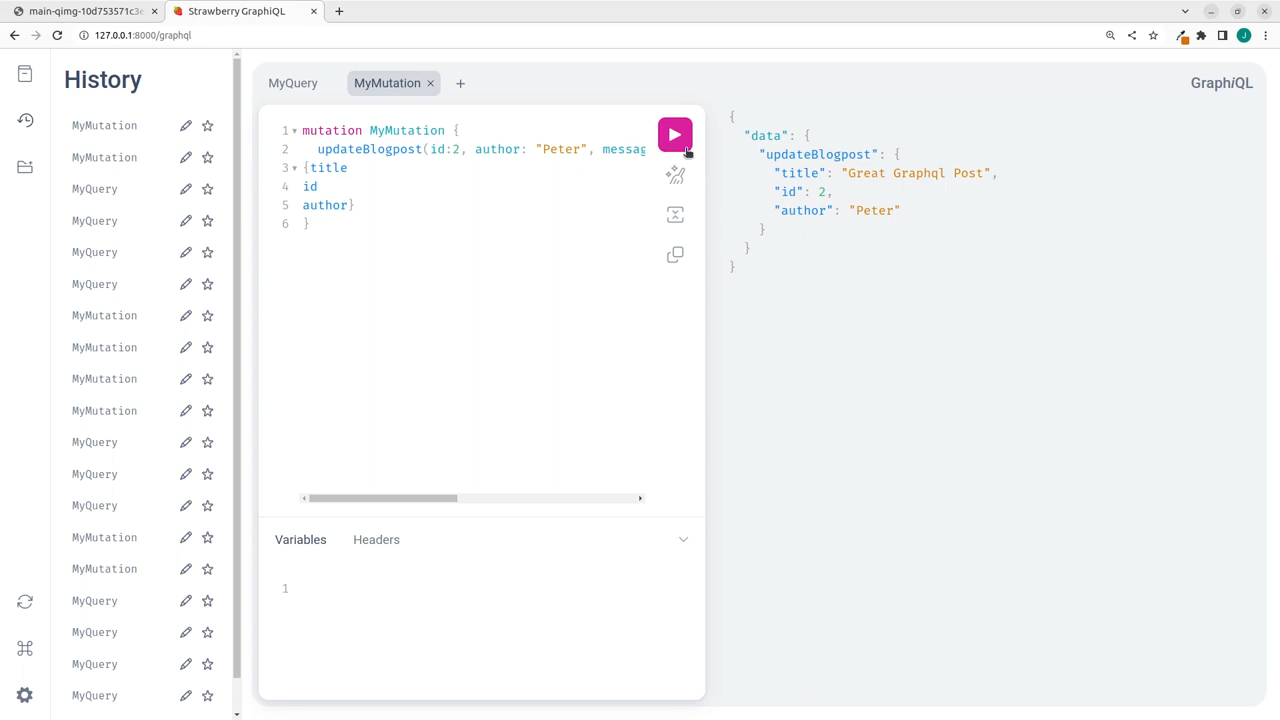 main-qimg-10d753571c3e
Strawberry GraphiQL
127.0.0.1:8000/graphql
J
History
MyMutation
MyMutation
MyQuery
MyQuery
MyQuery
MyQuery
MyMutation
MyMutation
MyMutation
MyMutation
MyQuery
MyQuery
MyQuery
MyMutation
MyMutation
MyQuery
MyQuery
MyQuery
MyQuery
MyQuery
MyMutation
GraphiQL
1 mutation MyMutation {
2 updateBlogpost(id:2, author: "Peter", messag
3 {title
4 id
5 author}
6 }
Variables
Headers
1
{
"data": {
"updateBlogpost": {
"title": "Great Graphql Post",
"id": 2,
"author": "Peter"
}
}
}